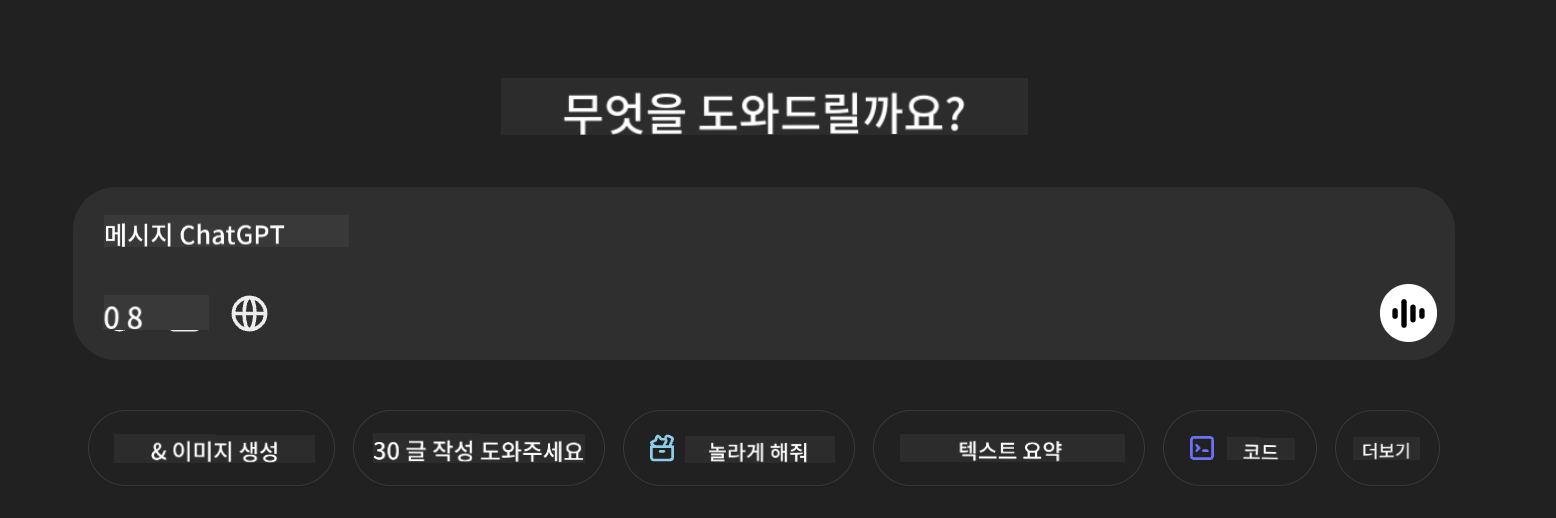 무엇을 도와드릴까요?
메시지 ChatGPT
0 8
& 이미지 생성
30 글 작성 도와주세요
놀라게 해줘
텍스트 요약
코드
더보기